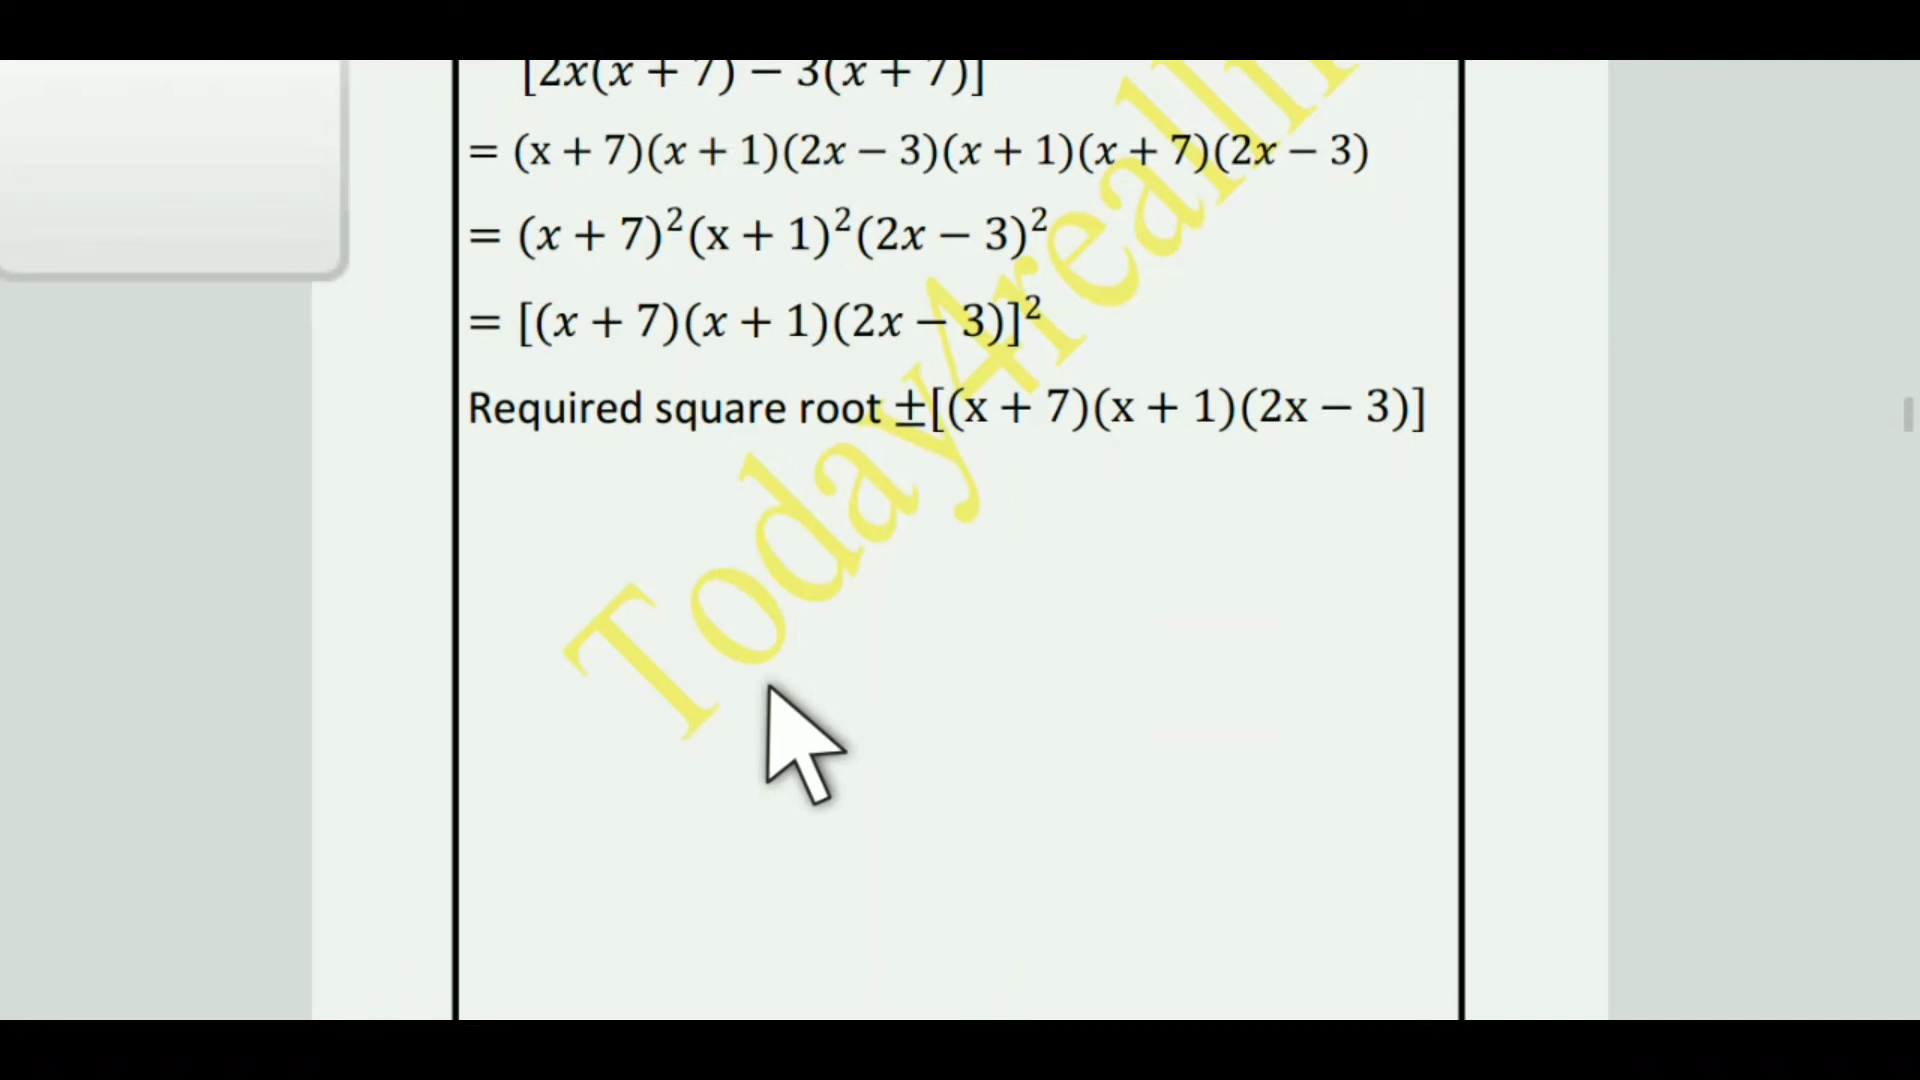 [2x(x + 7) − 3(x + 7)]
= (x + 7)(x + 1)(2x − 3)(x + 1)(x + 7)(2x − 3)
= (x + 7)²(x + 1)²(2x − 3)²
= [(x + 7)(x + 1)(2x − 3)]²
Required square root ±[(x + 7)(x + 1)(2x − 3)]